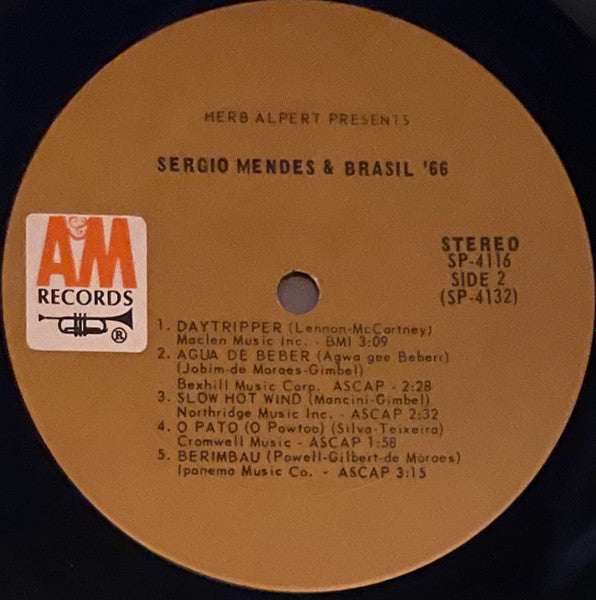 HERB ALPERT PRESENTS
SERGIO MENDES & BRASIL '66
A&M
RECORDS
®
STEREO
SP-4116
SIDE 2
(SP-4132)
1. DAYTRIPPER (Lennon-McCartney)
Maclen Music Inc. - BMI 3:09
2. AGUA DE BEBER (Agwa gee Beberc)
(Jobim-de Moraes-Gimbel)
Bexhill Music Corp. ASCAP - 2:28
3. SLOW HOT WIND (Mancini-Gimbel)
Northridge Music Inc. - ASCAP 2:32
4. O PATO (O Pawtoo) (Silva-Teixeira)
Cromwell Music - ASCAP 1:58
5. BERIMBAU (Powell-Gilbert-de Moraes)
Ipanema Music Co. - ASCAP 3:15